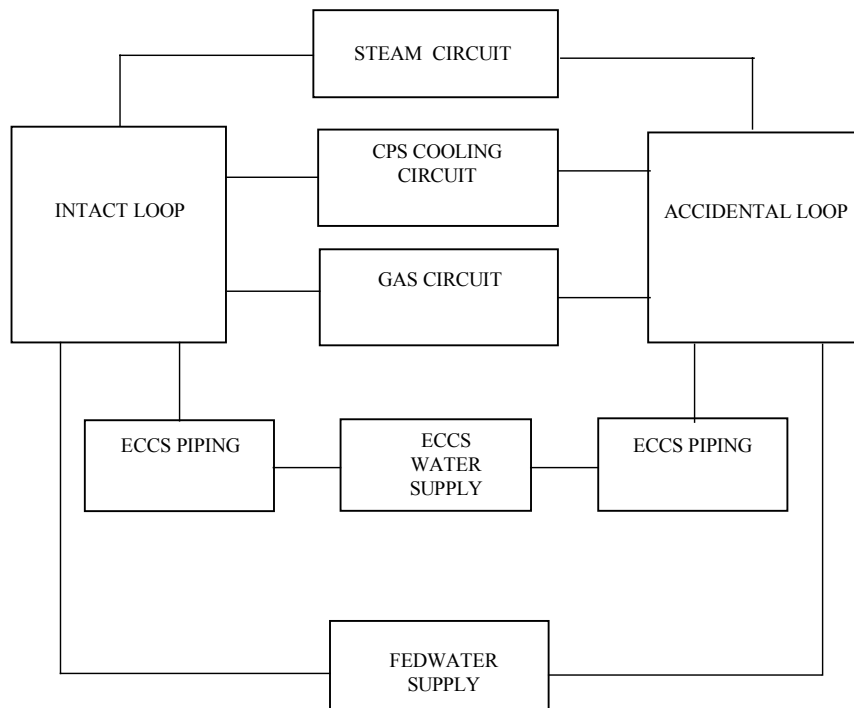 STEAM CIRCUIT
CPS COOLING
CIRCUIT
INTACT LOOP
ACCIDENTAL LOOP
GAS CIRCUIT
ECCS PIPING
ECCS
WATER
SUPPLY
ECCS PIPING
FEDWATER
SUPPLY